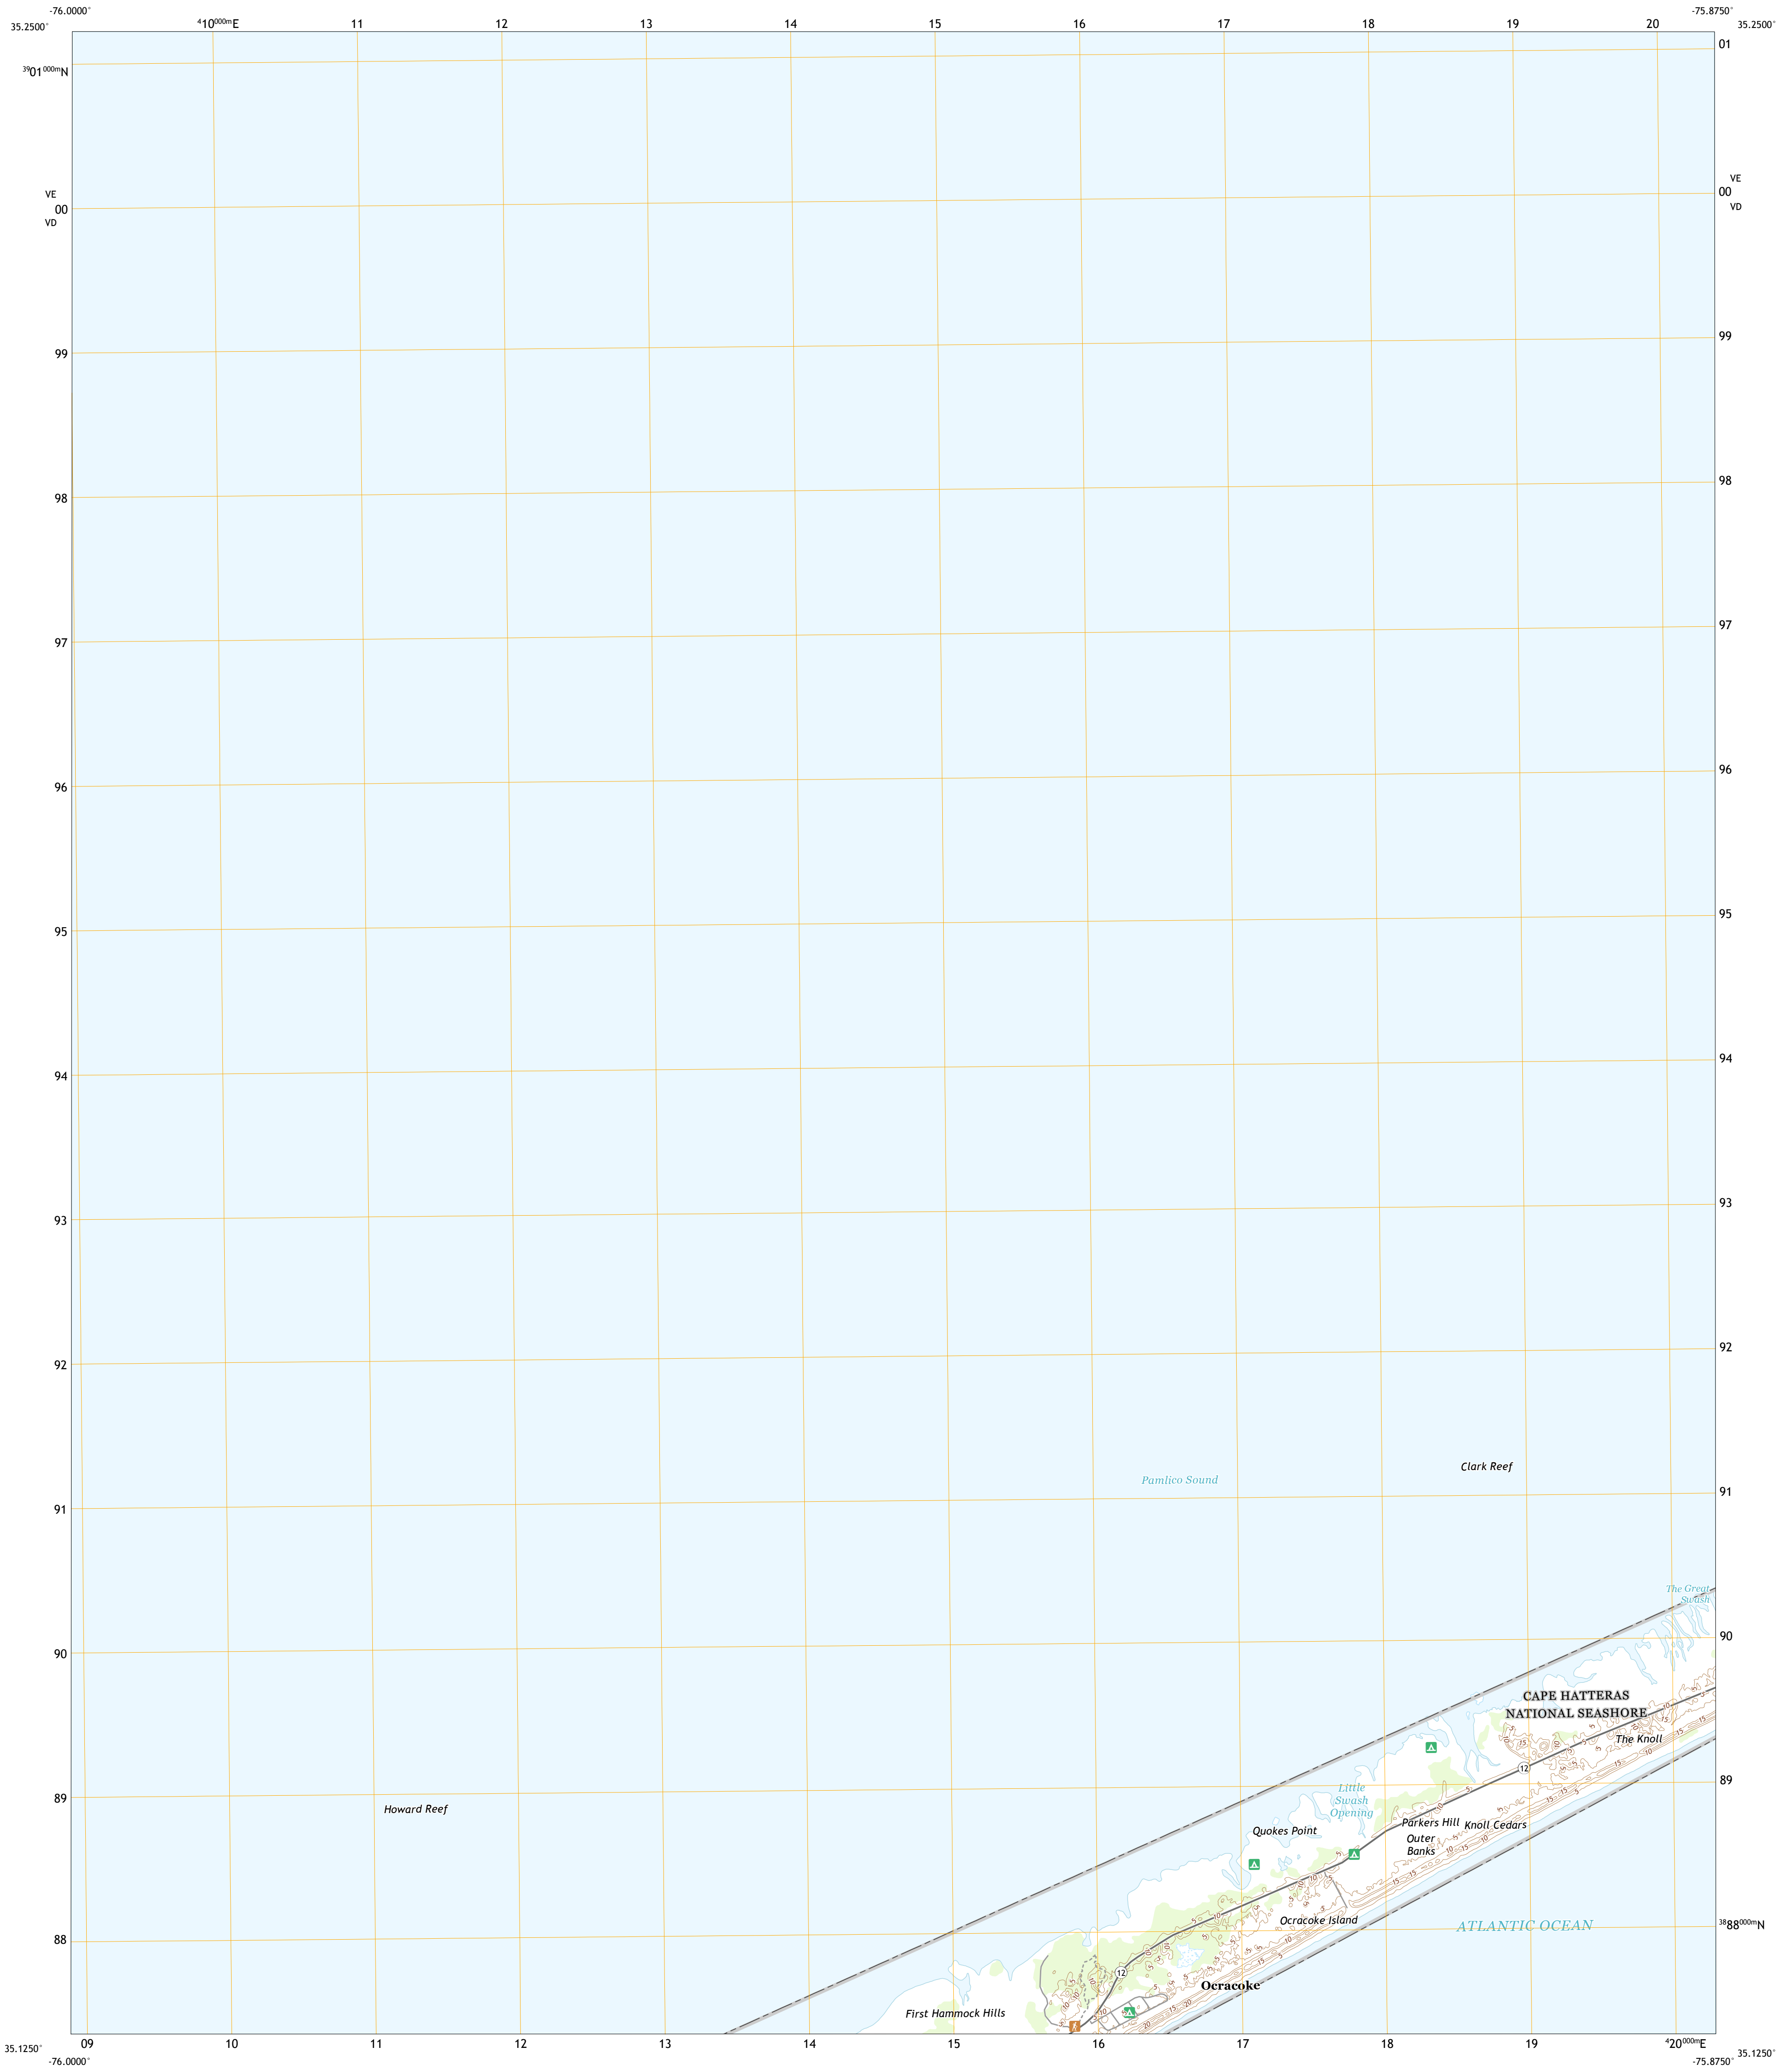 -76.0000°
-75.8750°
35.2500°
⁴10⁰⁰⁰ᵐE
11
12
13
14
15
16
17
18
19
20
35.2500°
01
³⁹01⁰⁰⁰ᵐN
VE
VE
00
00
VD
VD
99
99
98
98
97
97
96
96
95
95
94
94
93
93
92
92
Clark Reef
Pamlico Sound
91
91
The Great
Swash
90
90
CAPE HATTERAS
NATIONAL SEASHORE
The Knoll
12
89
89
Little
Swash
Opening
Howard Reef
Parkers Hill
Knoll Cedars
Quokes Point
Outer
Banks
Ocracoke Island
ATLANTIC OCEAN
³⁸88⁰⁰⁰ᵐN
88
12
Ocracoke
First Hammock Hills
09
10
11
12
13
14
15
16
17
18
19
⁴20⁰⁰⁰ᵐE
35.1250°
35.1250°
-76.0000°
-75.8750°